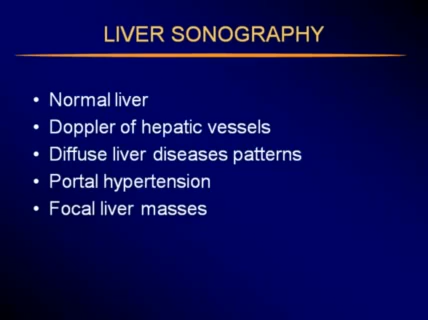 LIVER SONOGRAPHY
• Normal liver
• Doppler of hepatic vessels
• Diffuse liver diseases patterns
• Portal hypertension
• Focal liver masses